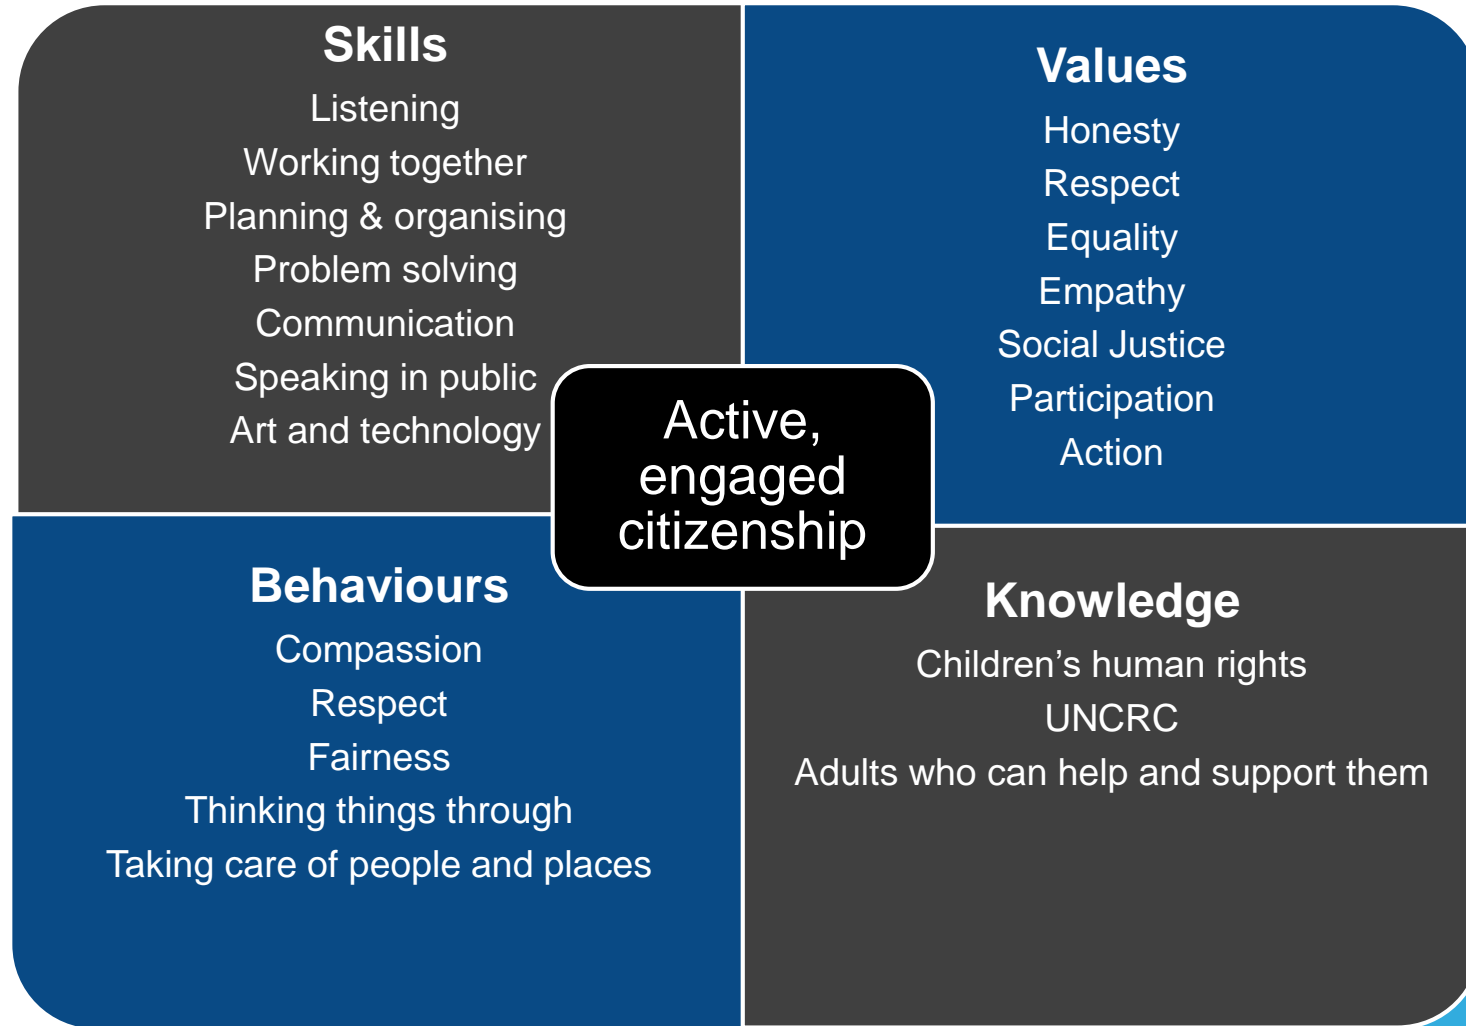 Skills
Listening
Working together
Planning & organising
Problem solving
Communication
Speaking in public
Art and technology
Values
Honesty
Respect
Equality
Empathy
Social Justice
Participation
Action
Active,
engaged
citizenship
Behaviours
Compassion
Respect
Fairness
Thinking things through
Taking care of people and places
Knowledge
Children’s human rights
UNCRC
Adults who can help and support them